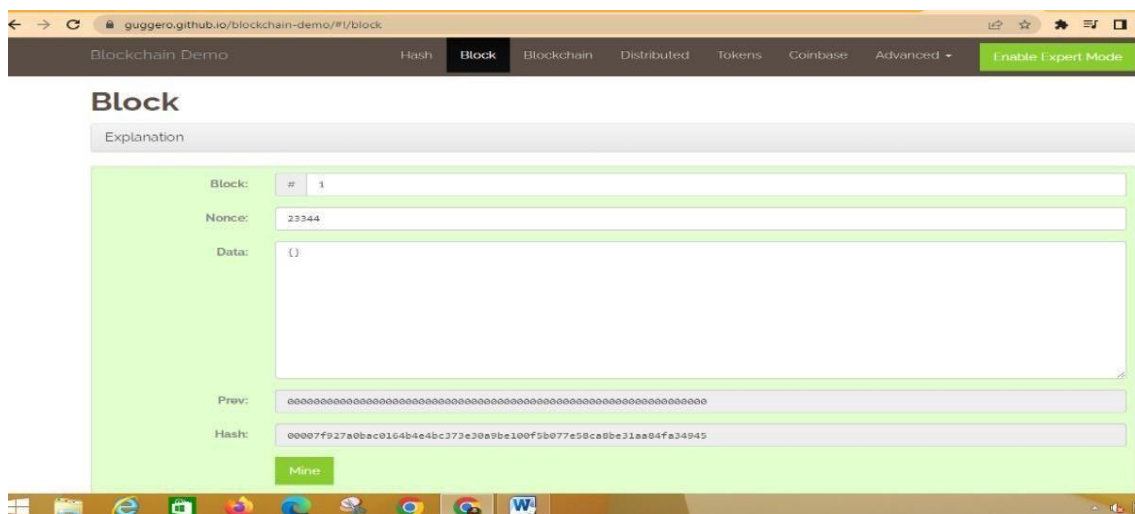 guggero.github.io/blockchain-demo/#!/block
Blockchain Demo Hash Block Blockchain Distributed Tokens Coinbase Advanced Enable Expert Mode
Block
Explanation
Block: # 1
Nonce: 23344
Data: {}
Prev: 0000000000000000000000000000000000000000000000000000000000000000
Hash: 00007f927a0bac0164b4e4bc373e30a9be100f5b077e58ca8be31aa84fa34945
Mine